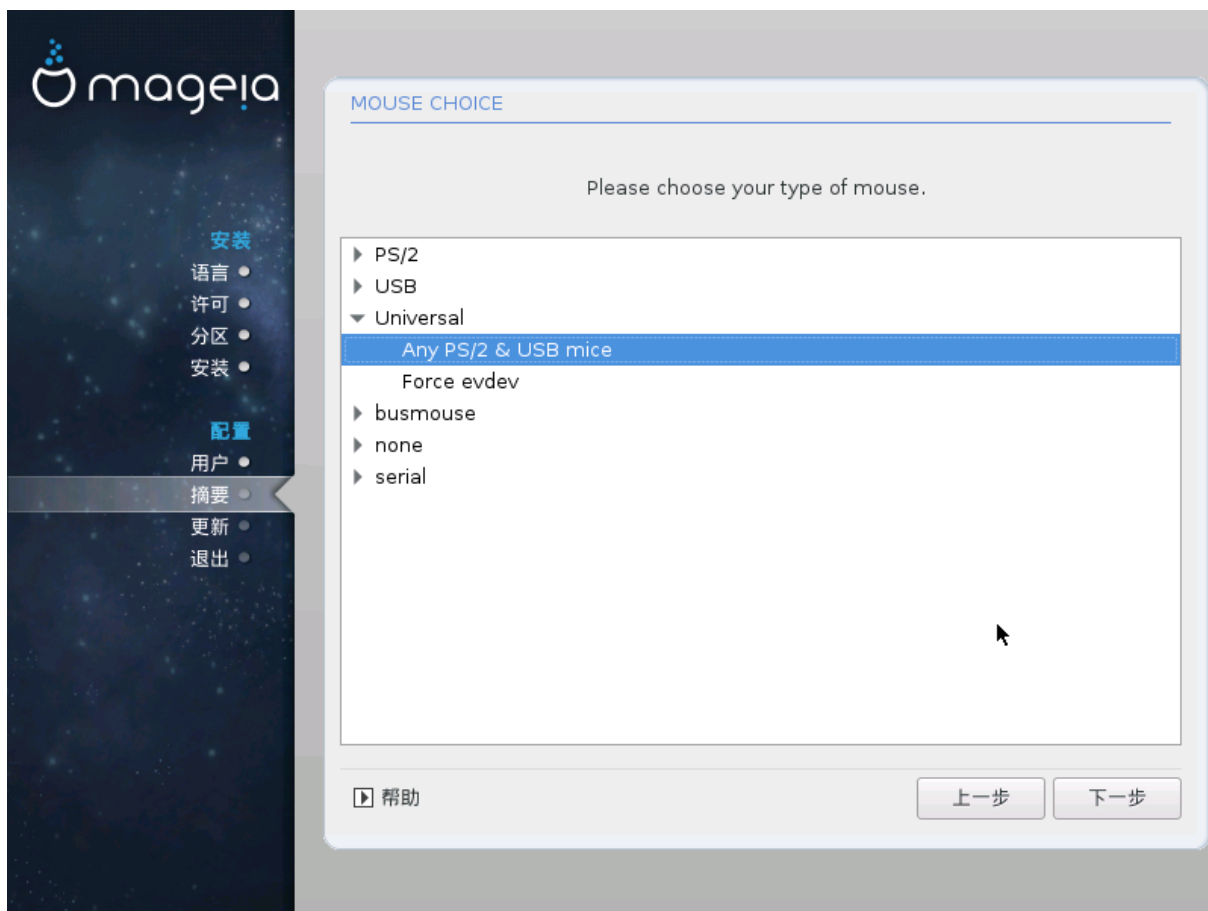 mageia
安装
语言
许可
分区
安装
配置
用户
摘要
更新
退出
MOUSE CHOICE
Please choose your type of mouse.
PS/2
USB
Universal
Any PS/2 & USB mice
Force evdev
busmouse
none
serial
帮助
上一步
下一步